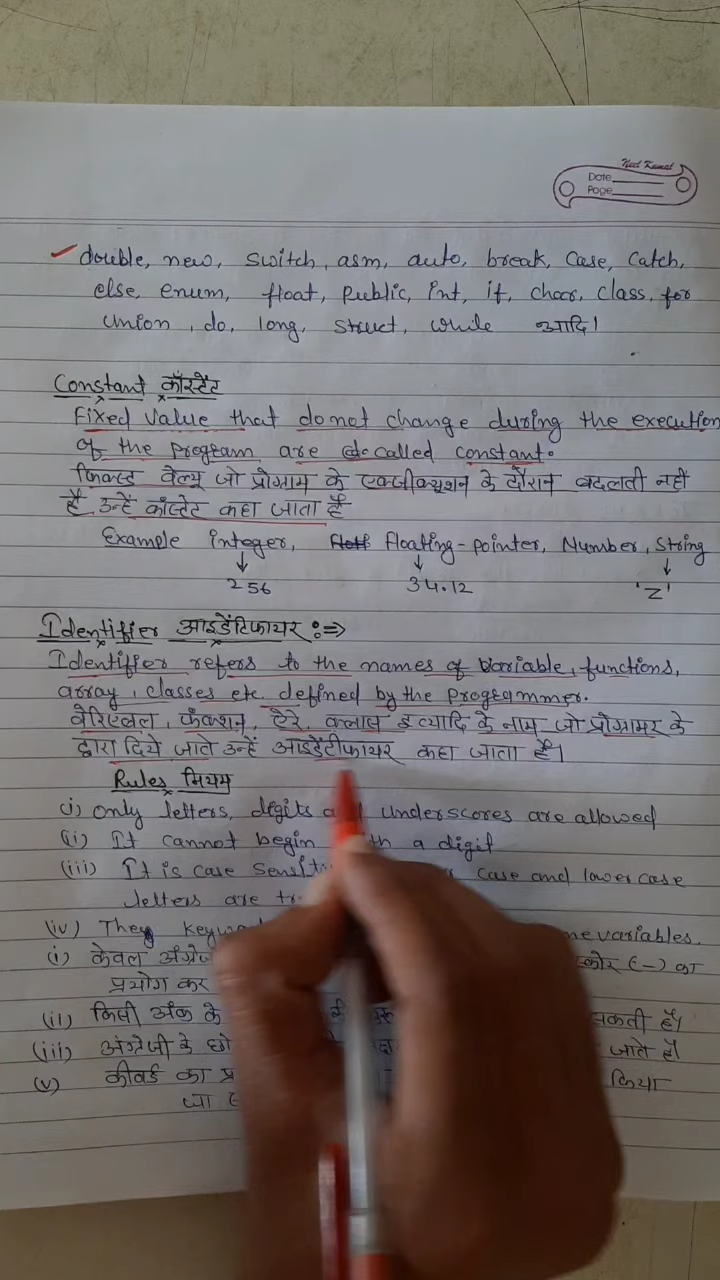 Neel Kamal
Date
Page
double, new, switch, asm, auto, break, Case, Catch,
else, enum, float, Public, int, if, char, class, for
union, do, long, struct, while आदि।
Constant कॉंस्टेंट
Fixed Value that donot change during the execution
of the program are called constant.
फिक्स्ड वेल्यू जो प्रोग्राम के एक्जीक्यूशन के दौरान बदलती नहीं
है, उन्हें कॉंस्टेंट कहा जाता है
Example integer, Floating-pointer, Number, String
256 34.12 'Z'
Identifier आइडेंटिफायर :⇒
Identifier refers to the names of variable, functions,
array, classes etc. defined by the programmer.
वैरिएबल, फंक्शन, ऐरे, क्लास इत्यादि के नाम जो प्रोग्रामर के
द्वारा दिये जाते उन्हें आइडेंटीफायर कहा जाता है।
Rules नियम
(i) Only letters, digits underscores are allowed
(ii) It cannot begin a digit
(iii) It is case case and lowercase
letters are
(iv) They variables.
(i) केवल (-) का
प्रयोग कर
(ii) किसी अंक के सकती हैं।
(iii) अंग्रेजी के जाते हैं।
(v) कीवर्ड का किया
जा